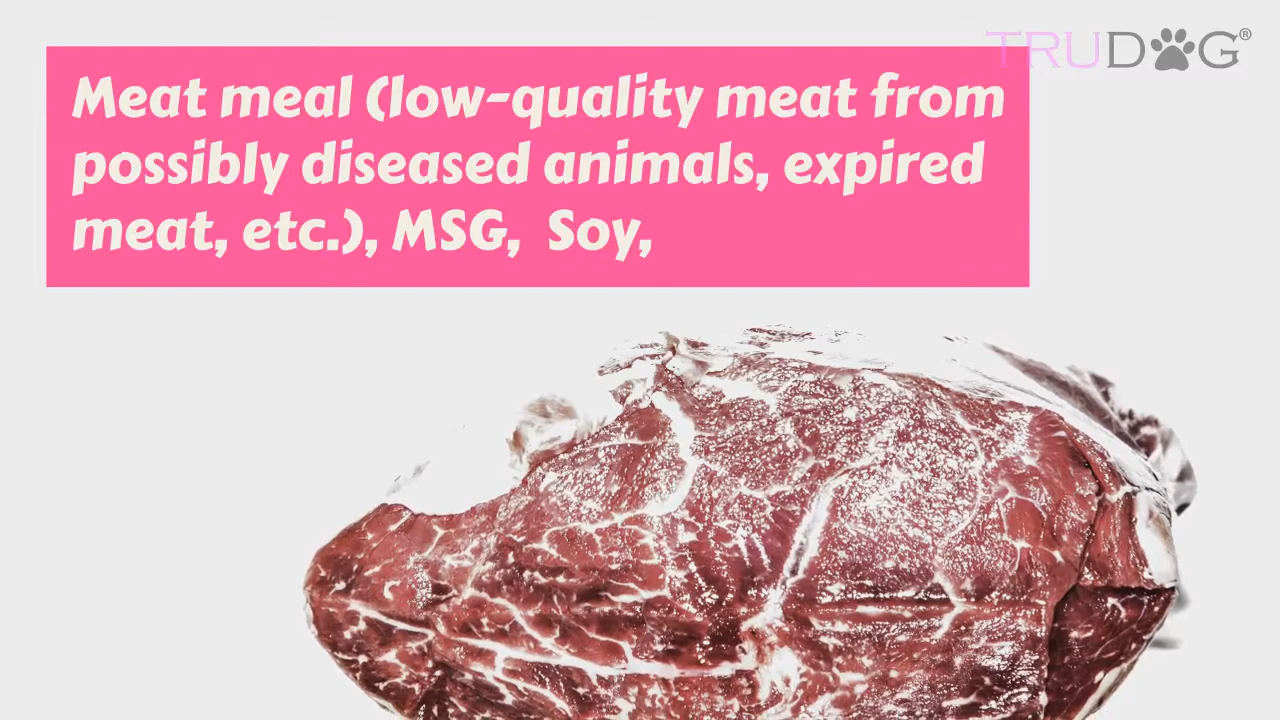 TRUDOG®
Meat meal (low-quality meat from
possibly diseased animals, expired
meat, etc.), MSG,  Soy,